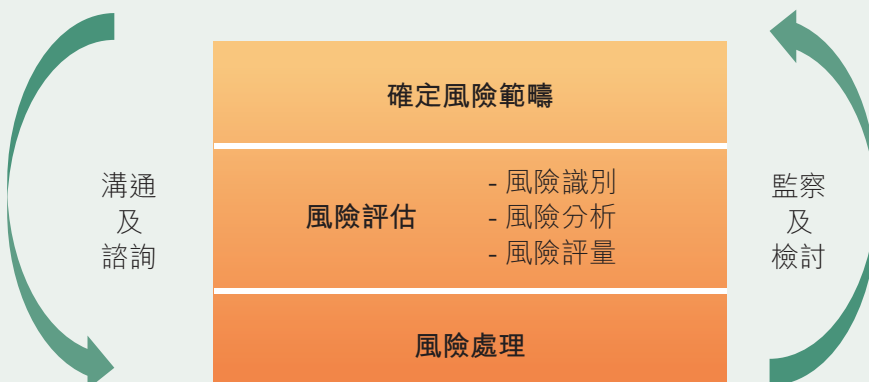 確定風險範疇
溝通
及
諮詢
風險評估
- 風險識別
- 風險分析
- 風險評量
監察
及
檢討
風險處理